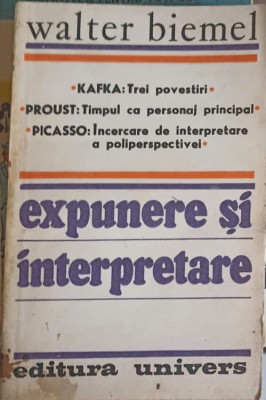 walter biemel
• KAFKA: Trei povestiri •
• PROUST: Timpul ca personaj principal •
• PICASSO: Încercare de interpretare
a poliperspectivei •
expunere și
interpretare
editura univers